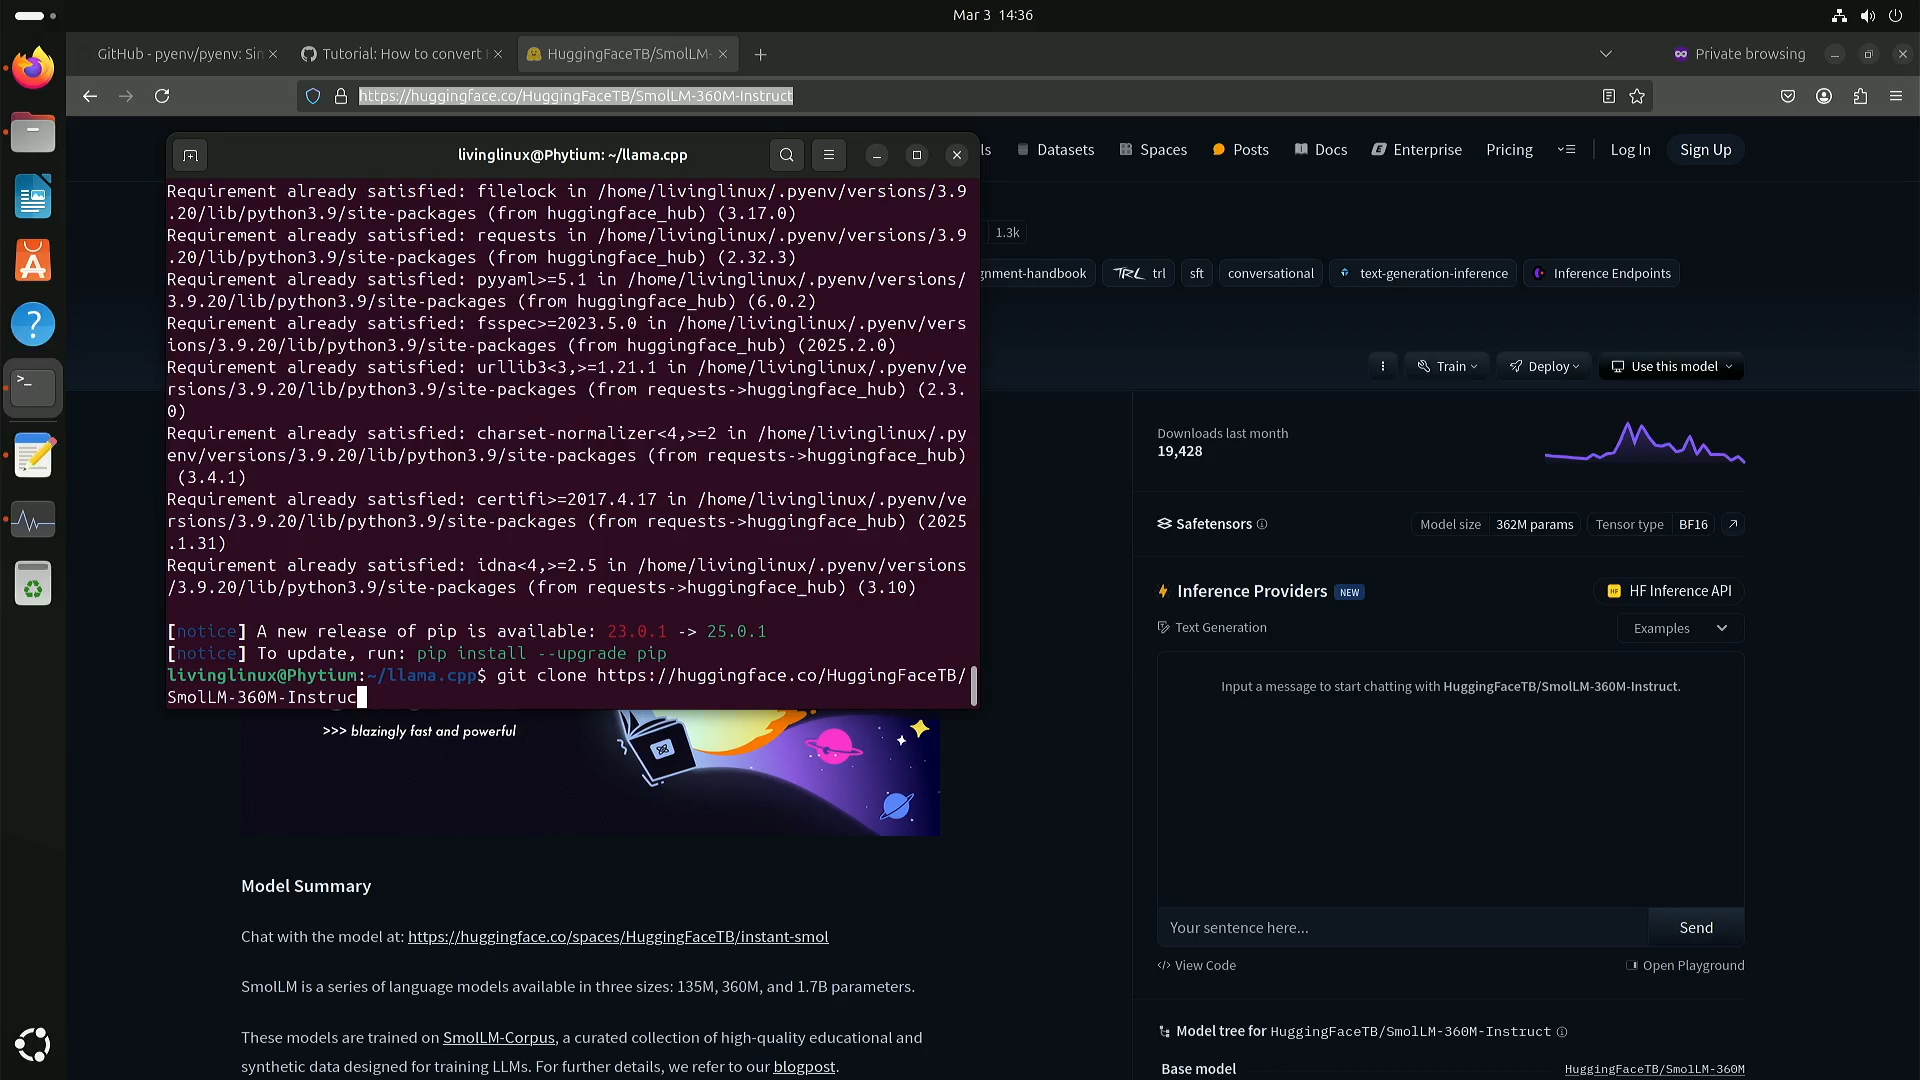 Mar 3 14:36
GitHub - pyenv/pyenv: Sim
Tutorial: How to convert
HuggingFaceTB/SmolLM-
Private browsing
https://huggingface.co/HuggingFaceTB/SmolLM-360M-Instruct
livinglinux@Phytium: ~/llama.cpp
ls
Datasets
Spaces
Posts
Docs
Enterprise
Pricing
Log In
Sign Up
1.3k
gnment-handbook
TRL trl
sft
conversational
text-generation-inference
Inference Endpoints
Train
Deploy
Use this model
Requirement already satisfied: filelock in /home/livinglinux/.pyenv/versions/3.9
.20/lib/python3.9/site-packages (from huggingface_hub) (3.17.0)
Requirement already satisfied: requests in /home/livinglinux/.pyenv/versions/3.9
.20/lib/python3.9/site-packages (from huggingface_hub) (2.32.3)
Requirement already satisfied: pyyaml>=5.1 in /home/livinglinux/.pyenv/versions/
3.9.20/lib/python3.9/site-packages (from huggingface_hub) (6.0.2)
Requirement already satisfied: fsspec>=2023.5.0 in /home/livinglinux/.pyenv/vers
ions/3.9.20/lib/python3.9/site-packages (from huggingface_hub) (2025.2.0)
Requirement already satisfied: urllib3<3,>=1.21.1 in /home/livinglinux/.pyenv/ve
rsions/3.9.20/lib/python3.9/site-packages (from requests->huggingface_hub) (2.3.
0)
Requirement already satisfied: charset-normalizer<4,>=2 in /home/livinglinux/.py
env/versions/3.9.20/lib/python3.9/site-packages (from requests->huggingface_hub)
(3.4.1)
Requirement already satisfied: certifi>=2017.4.17 in /home/livinglinux/.pyenv/ve
rsions/3.9.20/lib/python3.9/site-packages (from requests->huggingface_hub) (2025
.1.31)
Requirement already satisfied: idna<4,>=2.5 in /home/livinglinux/.pyenv/versions
/3.9.20/lib/python3.9/site-packages (from requests->huggingface_hub) (3.10)
[notice] A new release of pip is available: 23.0.1 -> 25.0.1
[notice] To update, run: pip install --upgrade pip
livinglinux@Phytium:~/llama.cpp$ git clone https://huggingface.co/HuggingFaceTB/
SmolLM-360M-Instruc
>>> blazingly fast and powerful
Model Summary
Chat with the model at: https://huggingface.co/spaces/HuggingFaceTB/instant-smol
SmolLM is a series of language models available in three sizes: 135M, 360M, and 1.7B parameters.
These models are trained on SmolLM-Corpus, a curated collection of high-quality educational and
synthetic data designed for training LLMs. For further details, we refer to our blogpost.
Downloads last month
19,428
Safetensors
Model size 362M params
Tensor type BF16
Inference Providers NEW
HF Inference API
Text Generation
Examples
Input a message to start chatting with HuggingFaceTB/SmolLM-360M-Instruct.
Your sentence here...
Send
View Code
Open Playground
Model tree for HuggingFaceTB/SmolLM-360M-Instruct
Base model
HuggingFaceTB/SmolLM-360M